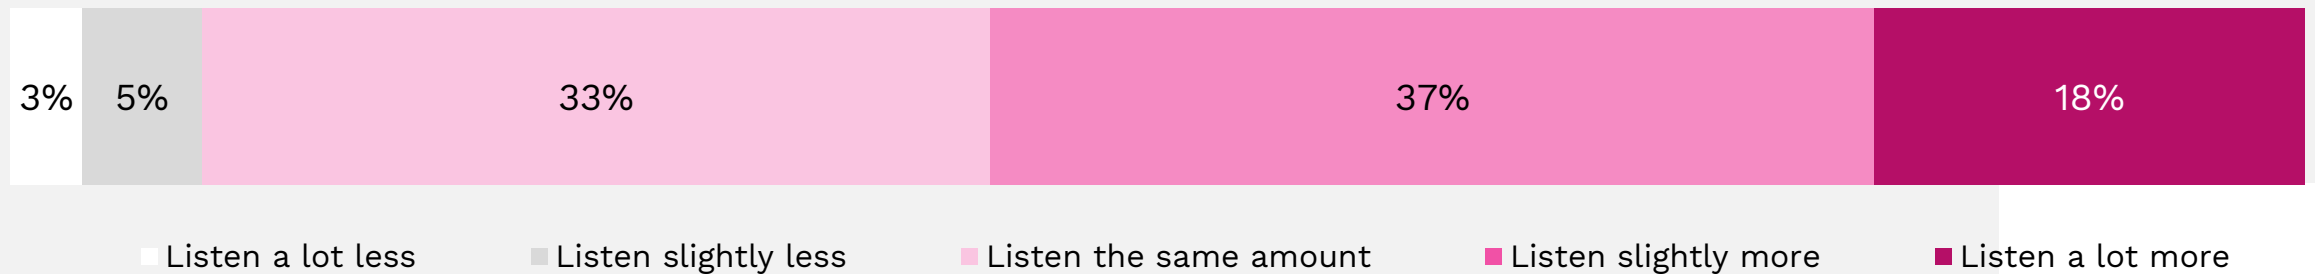 3% 5% 33% 37% 18%
Listen a lot less Listen slightly less Listen the same amount Listen slightly more Listen a lot more